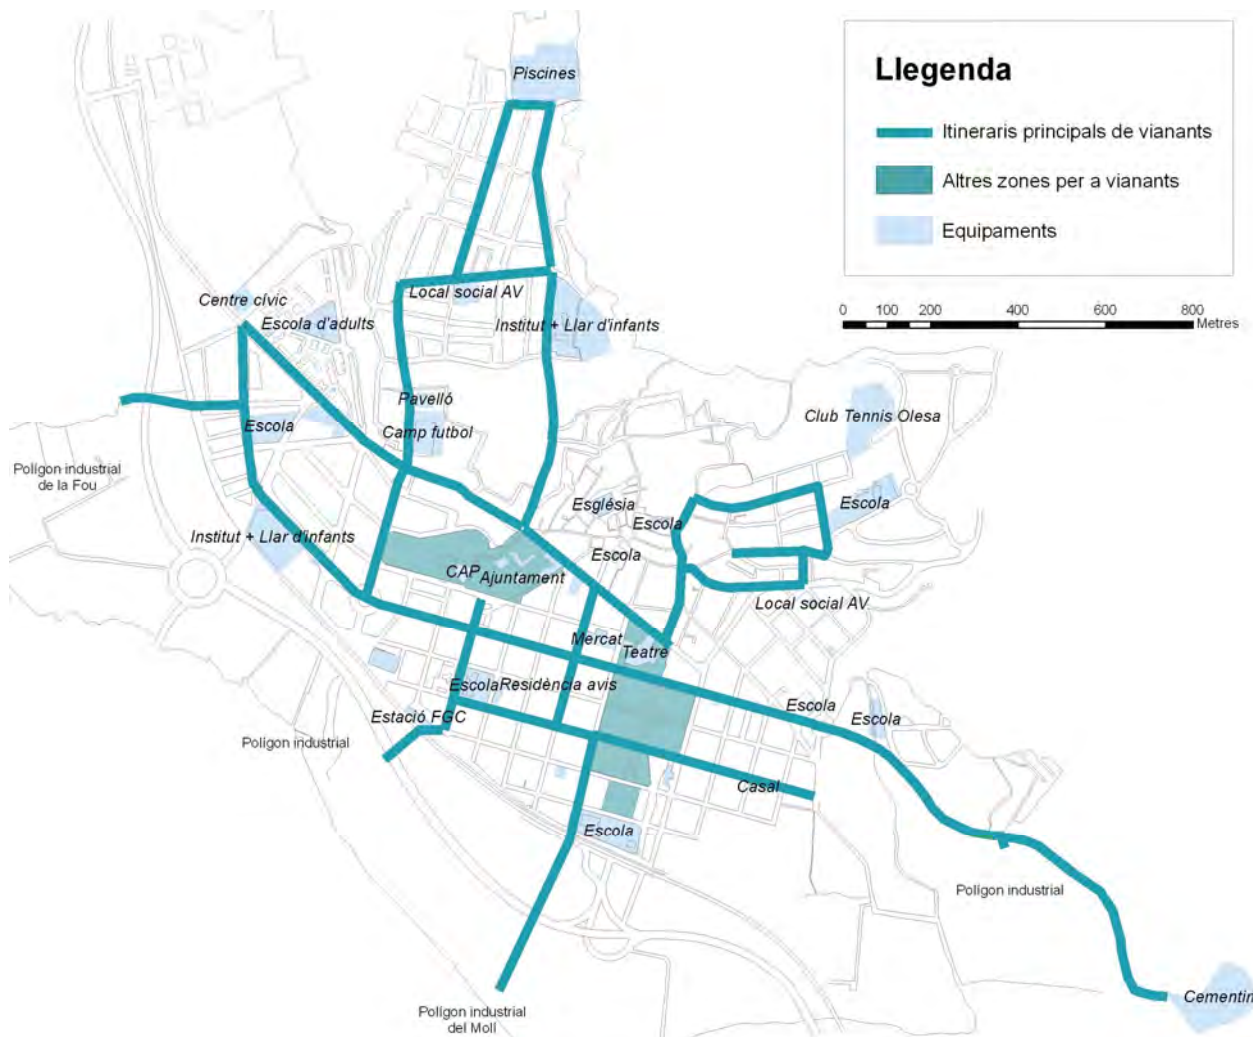 Piscines
Llegenda
Itineraris principals de vianants
Altres zones per a vianants
Equipaments
0 100 200 400 600 800
Metres
Centre cívic
Local social AV
Escola d'adults
Institut + Llar d'infants
Pavelló
Club Tennis Olesa
Escola
Camp futbol
Polígon industrial
de la Fou
Església
Escola
Escola
Institut + Llar d'infants
Escola
CAP
Ajuntament
Local social AV
Mercat
Teatre
Escola
Residència avis
Escola
Estació FGC
Escola
Polígon industrial
Casal
Escola
Polígon industrial
Cementiri
Polígon industrial
del Moll